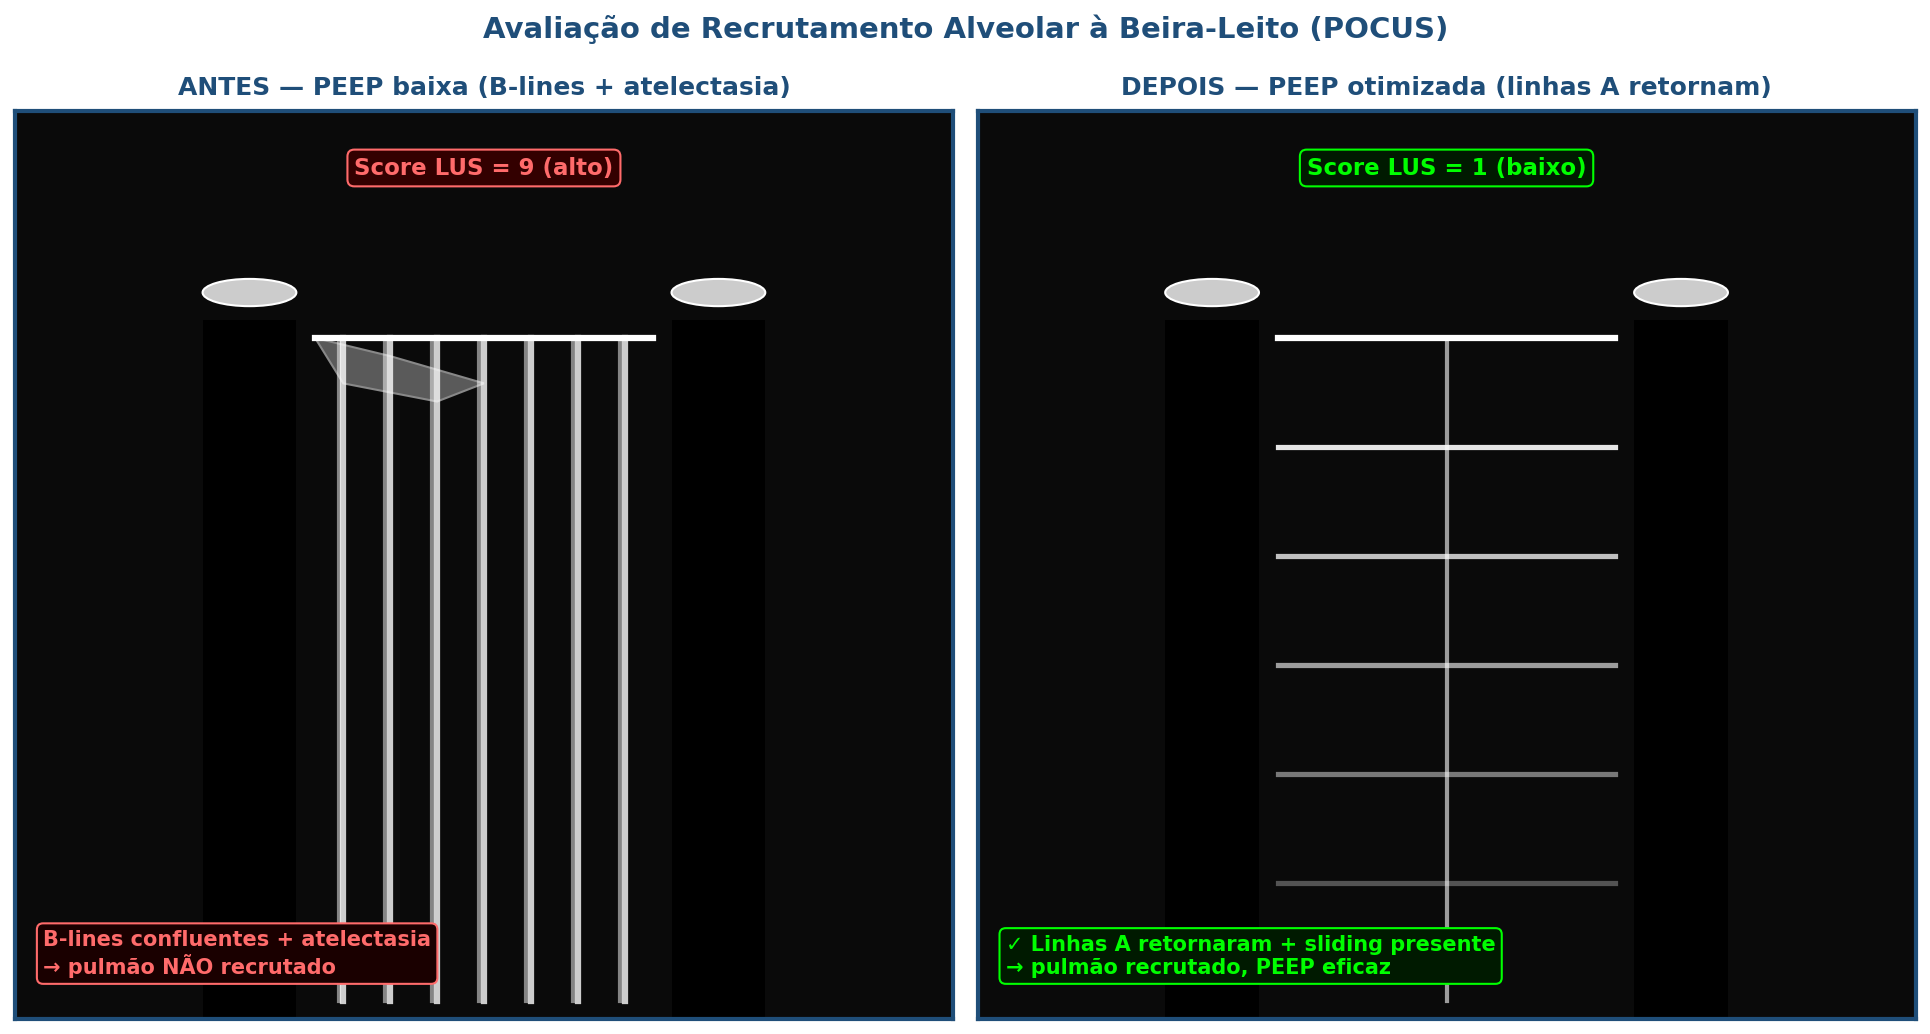 Avaliação de Recrutamento Alveolar à Beira-Leito (POCUS)
ANTES — PEEP baixa (B-lines + atelectasia)
Score LUS = 9 (alto)
B-lines confluentes + atelectasia
→ pulmão NÃO recrutado
DEPOIS — PEEP otimizada (linhas A retornam)
Score LUS = 1 (baixo)
✓ Linhas A retornaram + sliding presente
→ pulmão recrutado, PEEP eficaz